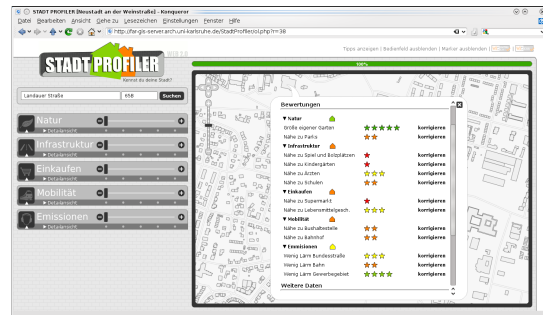 STADT PROFILER [Neustadt an der Weinstraße] - Konqueror
Datei Bearbeiten Ansicht Gehe zu Lesezeichen Einstellungen Fenster Hilfe
http://ifar-gis-server.arch.uni-karlsruhe.de/StadtProfiler/ol.php?n=38
Tipps anzeigen | Bedienfeld ausblenden | Marker ausblenden |
STADT PROFILER
Kennst du deine Stadt?
100%
Landauer Straße 65B Suchen
Natur
Detailansicht
Infrastruktur
Detailansicht
Einkaufen
Detailansicht
Mobilität
Detailansicht
Emissionen
Detailansicht
Bewertungen
▼ Natur
Große eigener Garten korrigieren
Nähe zu Parks korrigieren
▼ Infrastruktur
Nähe zu Spiel und Bolzplätzen korrigieren
Nähe zu Kindergärten korrigieren
Nähe zu Ärzten korrigieren
Nähe zu Schulen korrigieren
▼ Einkaufen
Nähe zu Supermarkt korrigieren
Nähe zu Lebensmittelgesch. korrigieren
▼ Mobilität
Nähe zu Bushaltestelle korrigieren
Nähe zu Bahnhof korrigieren
▼ Emmisionen
Wenig Lärm Bundesstraße korrigieren
Wenig Lärm Bahn korrigieren
Wenig Lärm Gewerbegebiet korrigieren
Weitere Daten